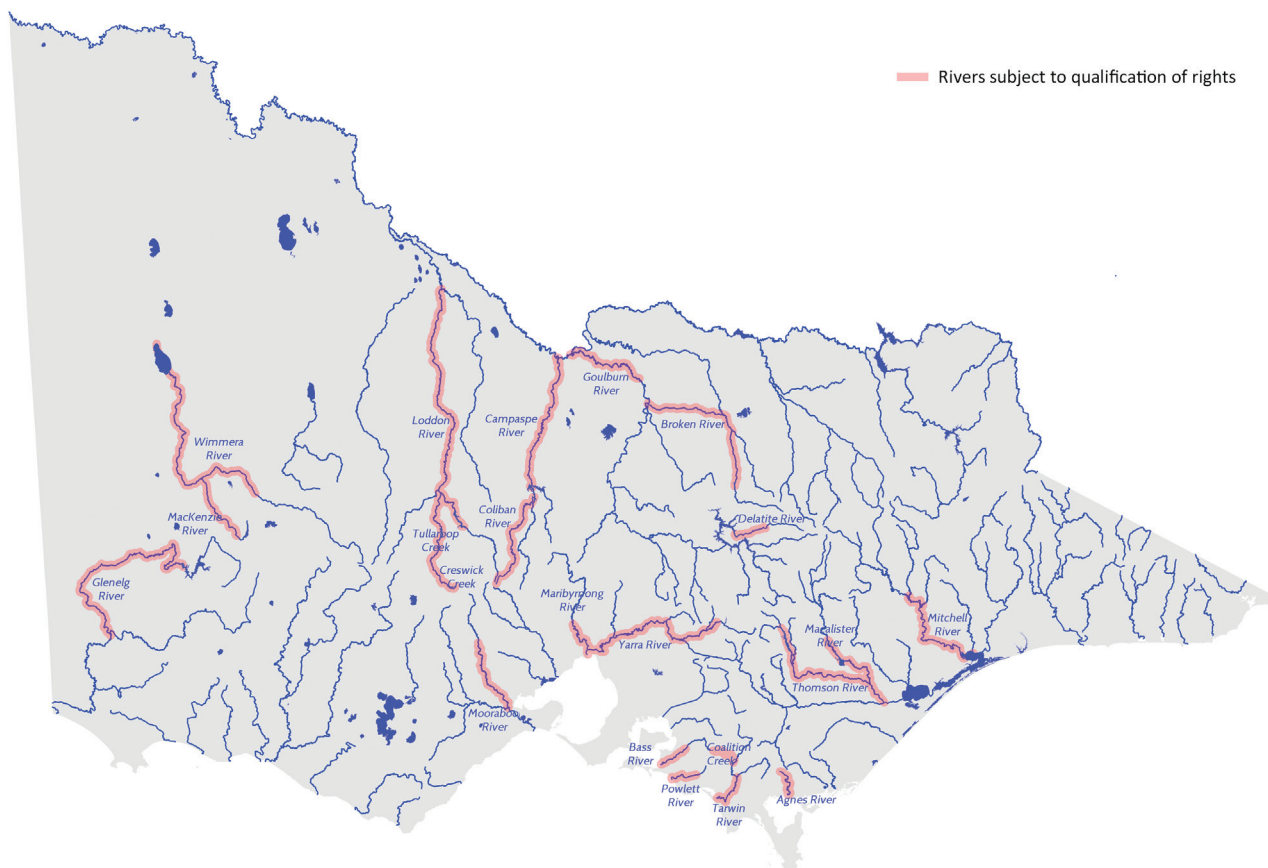 Rivers subject to qualification of rights
Goulburn
River
Loddon
River
Campaspe
River
Broken River
Wimmera
River
MacKenzie
River
Coliban
River
Delatite River
Tullaroop
Creek
Creswick
Creek
Glenelg
River
Maribyrnong
River
Mitchell
River
Macalister
River
Yarra River
Thomson River
Mooraboo
River
Bass
River
Coalition
Creek
Powlett
River
Tarwin
River
Agnes River